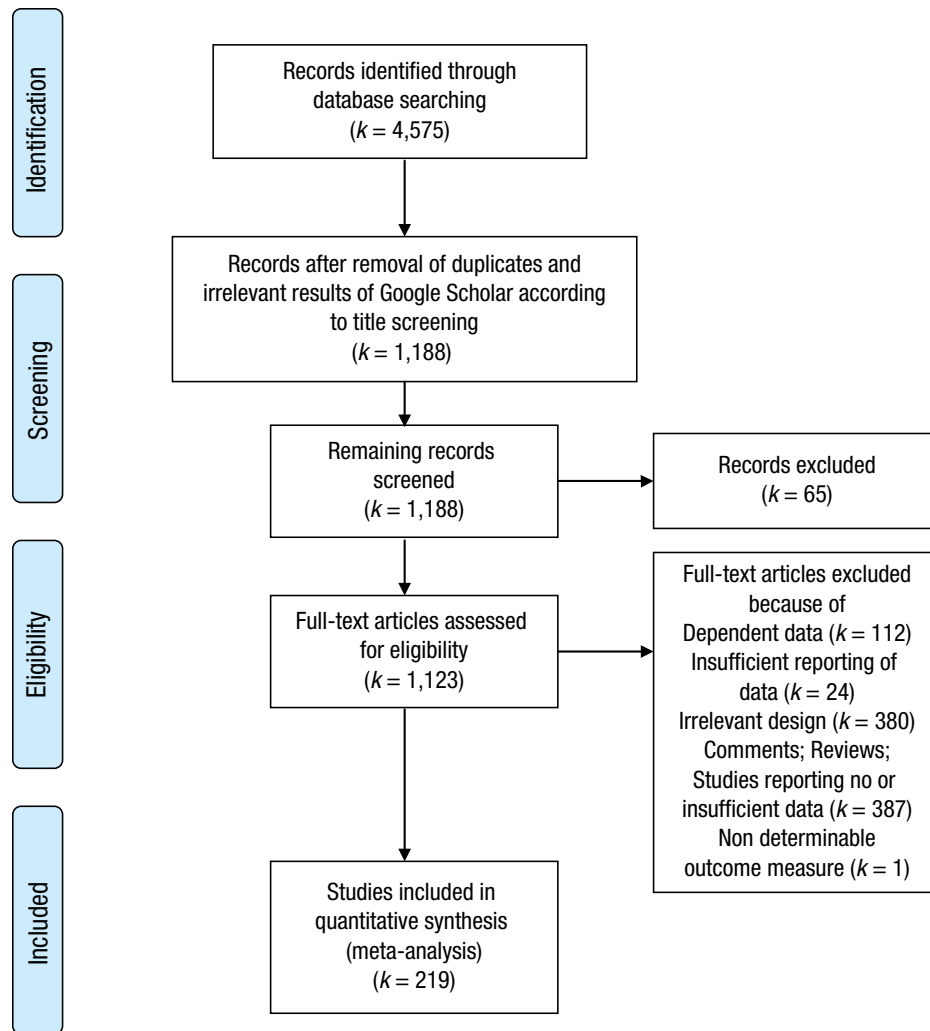 Identification
Records identified through
database searching
(k = 4,575)
Screening
Records after removal of duplicates and
irrelevant results of Google Scholar according
to title screening
(k = 1,188)
Remaining records
screened
(k = 1,188)
Records excluded
(k = 65)
Eligibility
Full-text articles assessed
for eligibility
(k = 1,123)
Full-text articles excluded
because of
Dependent data (k = 112)
Insufficient reporting of
data (k = 24)
Irrelevant design (k = 380)
Comments; Reviews;
Studies reporting no or
insufficient data (k = 387)
Non determinable
outcome measure (k = 1)
Included
Studies included in
quantitative synthesis
(meta-analysis)
(k = 219)